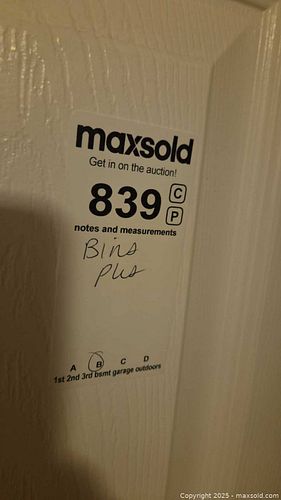 maxsold
Get in on the auction!
839 C
P
notes and measurements
Bins
plus
A B C D
1st 2nd 3rd bsmt garage outdoors
Copyright 2025 - maxsold.com